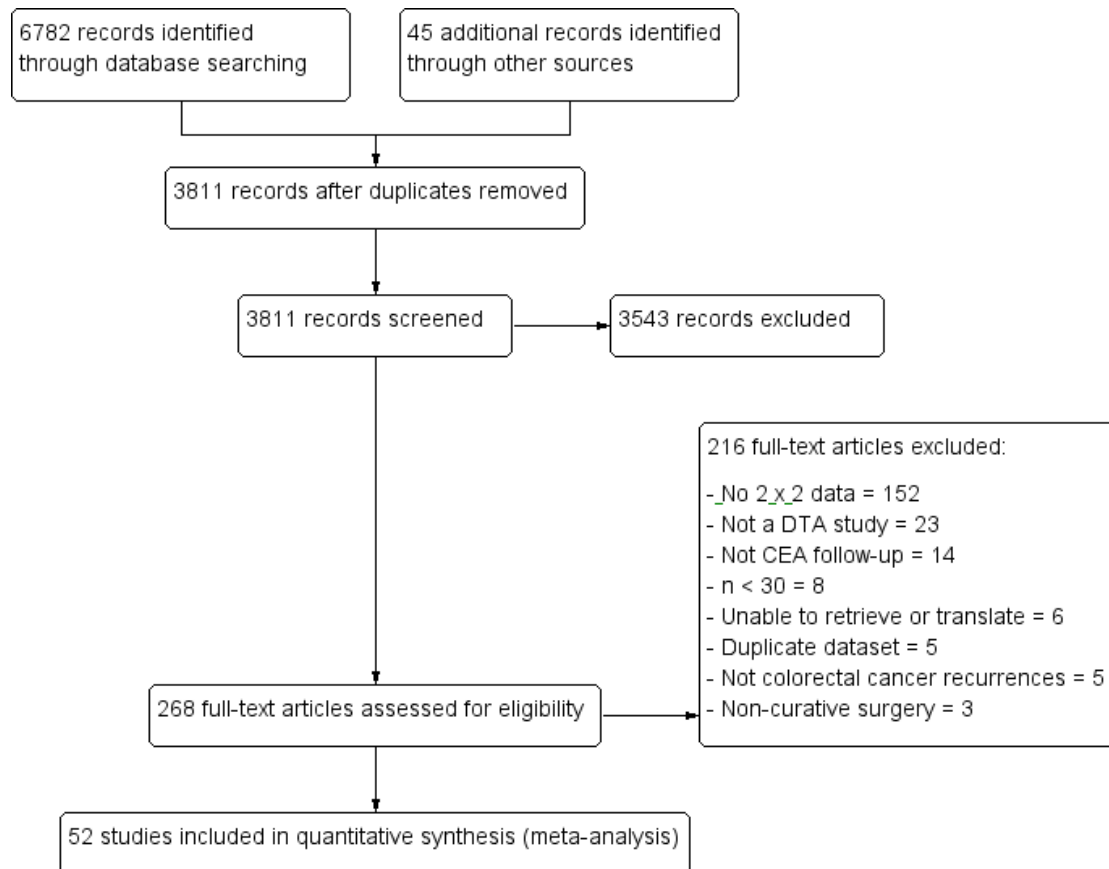 6782 records identified
through database searching
45 additional records identified
through other sources
3811 records after duplicates removed
3811 records screened
3543 records excluded
216 full-text articles excluded:
- No 2 x 2 data = 152
- Not a DTA study = 23
- Not CEA follow-up = 14
- n < 30 = 8
- Unable to retrieve or translate = 6
- Duplicate dataset = 5
- Not colorectal cancer recurrences = 5
- Non-curative surgery = 3
268 full-text articles assessed for eligibility
52 studies included in quantitative synthesis (meta-analysis)